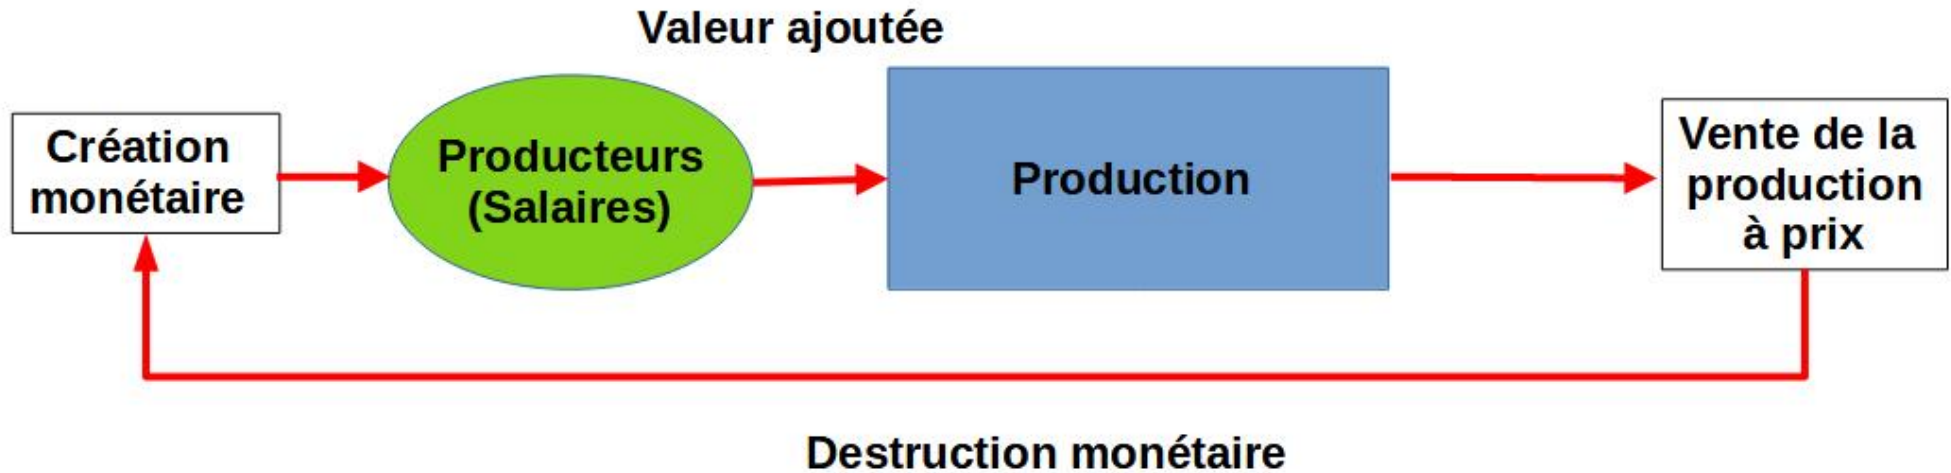 Valeur ajoutée
Création
monétaire
Producteurs
(Salaires)
Production
Vente de la
production
à prix
Destruction monétaire